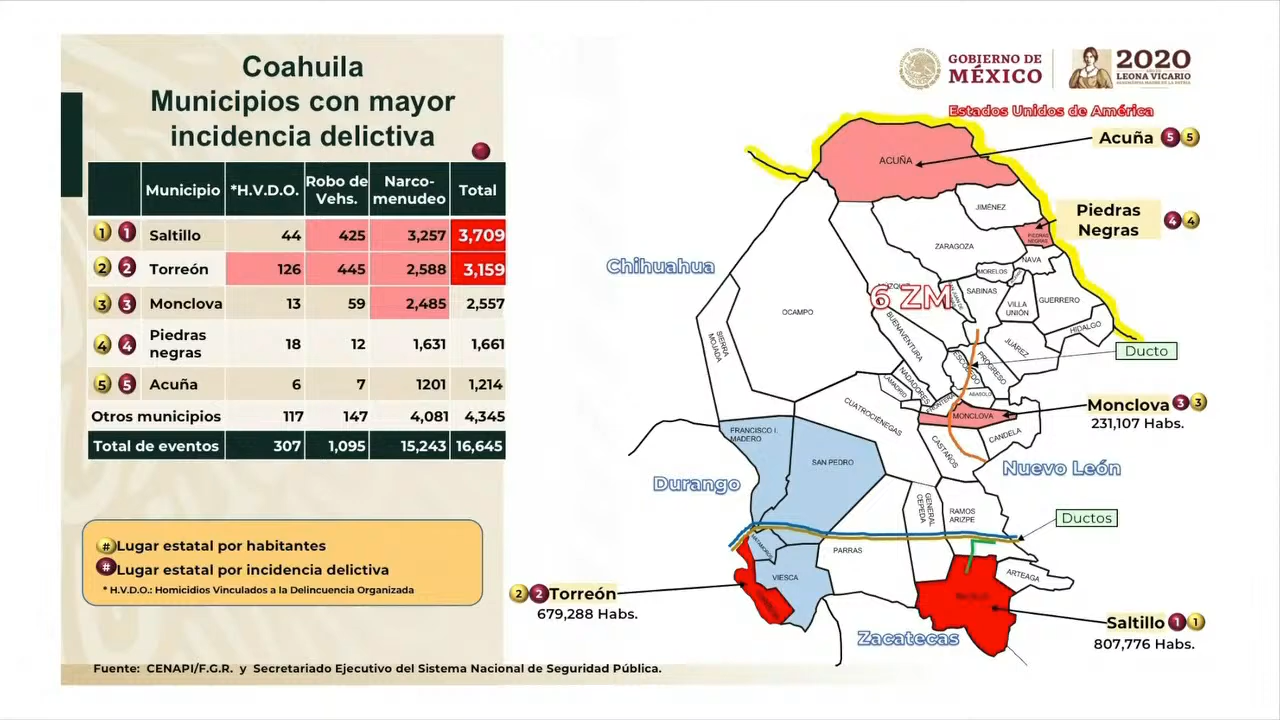 Coahuila
Municipios con mayor
incidencia delictiva
Municipio *H.V.D.O. Robo de Vehs. Narco-menudeo Total
1 1 Saltillo 44 425 3,257 3,709
2 2 Torreón 126 445 2,588 3,159
3 3 Monclova 13 59 2,485 2,557
4 4 Piedras negras 18 12 1,631 1,661
5 5 Acuña 6 7 1201 1,214
Otros municipios 117 147 4,081 4,345
Total de eventos 307 1,095 15,243 16,645
# Lugar estatal por habitantes
# Lugar estatal por incidencia delictiva
* H.V.D.O.: Homicidios Vinculados a la Delincuencia Organizada
Fuente: CENAPI/F.G.R. y Secretariado Ejecutivo del Sistema Nacional de Seguridad Pública.
GOBIERNO DE
MÉXICO
2020
LEONA VICARIO
Estados Unidos de América
Acuña 5 5
ACUÑA
Piedras
Negras 4 4
JIMÉNEZ
PIEDRAS
NEGRAS
ZARAGOZA
NAVA
Chihuahua
MORELOS
6 ZM
SABINAS
GUERRERO
VILLA
UNIÓN
OCAMPO
HIDALGO
SIERRA
MOJADA
BUENAVENTURA
JUÁREZ
Ducto
ESCOBEDO
PROGRESO
NADADORES
LAMADRID
ABASOLO
FRONTERA
MONCLOVA
Monclova 3 3
231,107 Habs.
CUATROCIENEGAS
CASTAÑOS
CANDELA
FRANCISCO I.
MADERO
SAN PEDRO
Nuevo León
Durango
GENERAL
CEPEDA
RAMOS
ARIZPE
Ductos
MATAMOROS
PARRAS
VIESCA
ARTEAGA
2 2 Torreón
679,288 Habs.
Saltillo 1 1
807,776 Habs.
Zacatecas